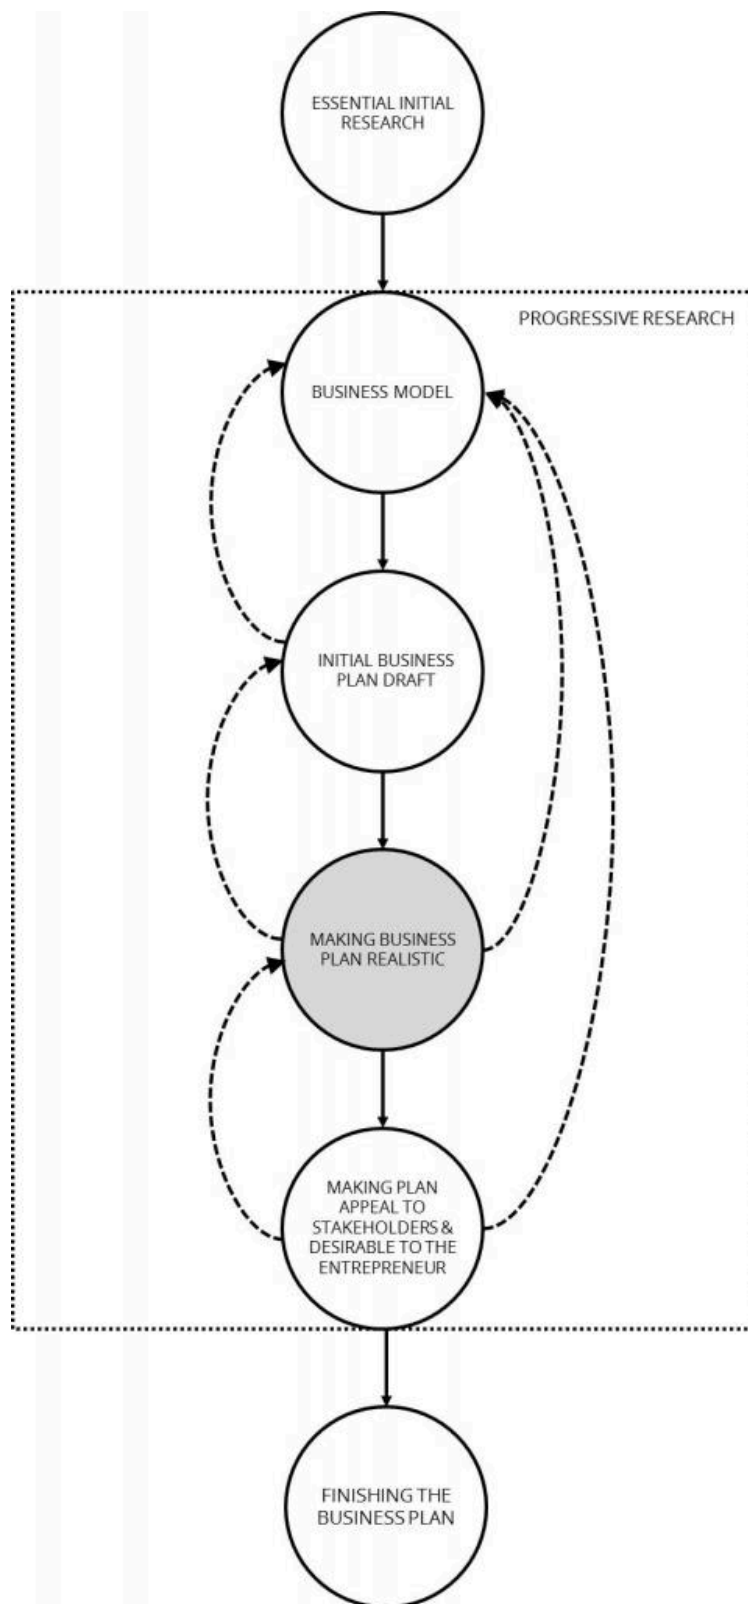 ESSENTIAL INITIAL
RESEARCH
PROGRESSIVE RESEARCH
BUSINESS MODEL
INITIAL BUSINESS
PLAN DRAFT
MAKING BUSINESS
PLAN REALISTIC
MAKING PLAN
APPEAL TO
STAKEHOLDERS &
DESIRABLE TO THE
ENTREPRENEUR
FINISHING THE
BUSINESS PLAN